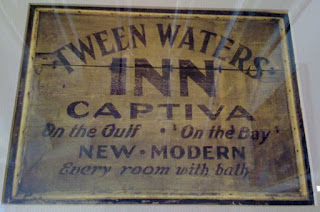 'TWEEN WATERS
INN
CAPTIVA
On the Gulf • On the Bay
NEW • MODERN
Every room with bath